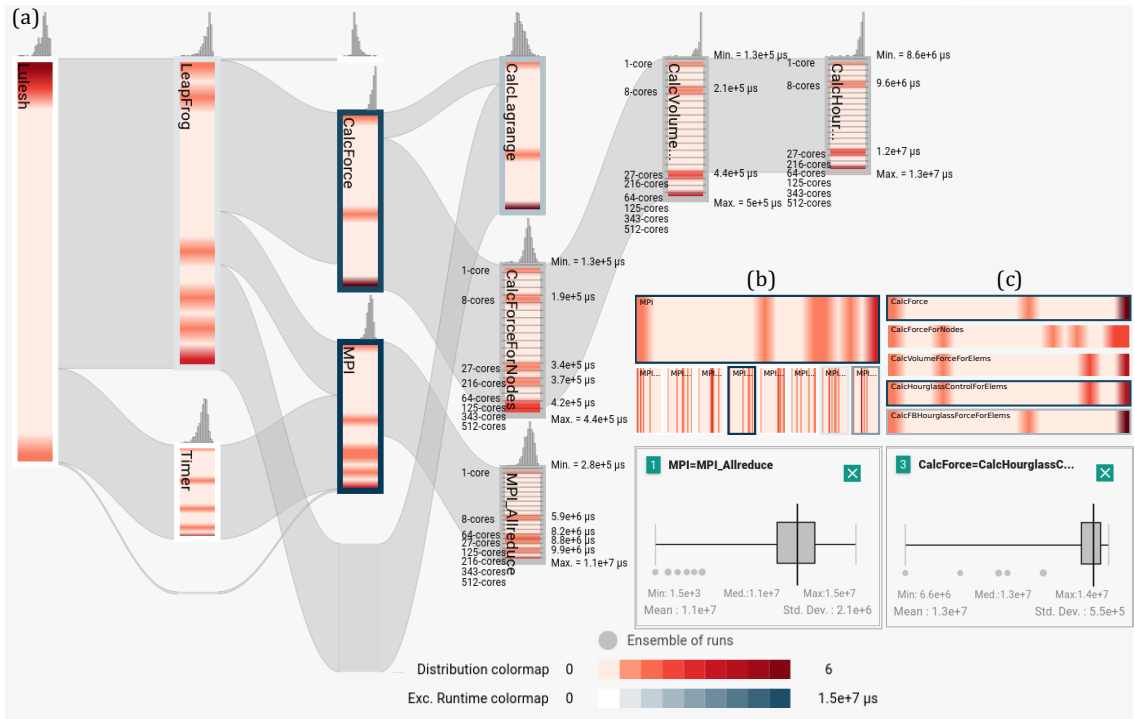 (a)
Lulesh
LeapFrog
Timer
CalcForce
MPI
CalcLagrange
CalcForceForNodes
1-core
8-cores
27-cores
216-cores
64-cores
125-cores
343-cores
512-cores
Min. = 1.3e+5 μs
1.9e+5 μs
3.4e+5 μs
3.7e+5 μs
4.2e+5 μs
Max. = 4.4e+5 μs
MPI_Allreduce
1-core
8-cores
64-cores
27-cores
125-cores
216-cores
343-cores
512-cores
Min. = 2.8e+5 μs
5.9e+6 μs
8.2e+6 μs
8.8e+6 μs
9.9e+6 μs
Max. = 1.1e+7 μs
CalcVolume...
1-core
8-cores
27-cores
216-cores
64-cores
125-cores
343-cores
512-cores
Min. = 1.3e+5 μs
2.1e+5 μs
4.4e+5 μs
Max. = 5e+5 μs
CalcHour...
1-core
8-cores
27-cores
216-cores
64-cores
125-cores
343-cores
512-cores
Min. = 8.6e+6 μs
9.6e+6 μs
1.2e+7 μs
Max. = 1.3e+7 μs
(b)
MPI
MPI... MPI... MPI... MPI... MPI... MPI... MPI... MPI...
1 MPI=MPI_Allreduce
Min: 1.5e+3 Med.:1.1e+7 Max:1.5e+7
Mean : 1.1e+7 Std. Dev. : 2.1e+6
(c)
CalcForce
CalcForceForNodes
CalcVolumeForceForElems
CalcHourglassControlForElems
CalcFBHourglassForceForElems
3 CalcForce=CalcHourglassC...
Min: 6.6e+6 Med.:1.3e+7 Max:1.4e+7
Mean : 1.3e+7 Std. Dev. : 5.5e+5
Ensemble of runs
Distribution colormap 0 6
Exc. Runtime colormap 0 1.5e+7 μs